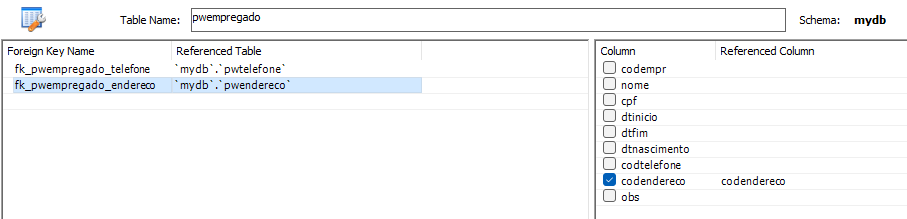 Table Name: pwempregado Schema: mydb
Foreign Key Name Referenced Table
fk_pwempregado_telefone `mydb`.`pwtelefone`
fk_pwempregado_endereco `mydb`.`pwendereco`
Column Referenced Column
codempr
nome
cpf
dtinicio
dtfim
dtnascimento
codtelefone
codendereco codendereco
obs